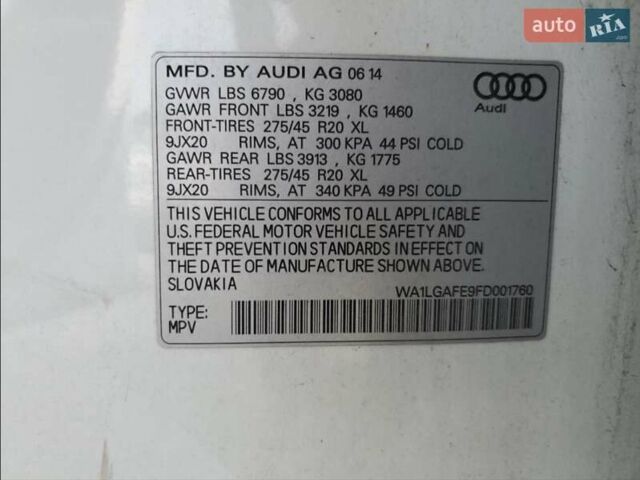 auto RIA.com
MFD. BY AUDI AG 06 14
GVWR LBS 6790 , KG 3080
GAWR FRONT LBS 3219 , KG 1460
FRONT-TIRES 275/45 R20 XL
9JX20 RIMS, AT 300 KPA 44 PSI COLD
GAWR REAR LBS 3913 , KG 1775
REAR-TIRES 275/45 R20 XL
9JX20 RIMS, AT 340 KPA 49 PSI COLD
Audi
THIS VEHICLE CONFORMS TO ALL APPLICABLE
U.S. FEDERAL MOTOR VEHICLE SAFETY AND
THEFT PREVENTION STANDARDS IN EFFECT ON
THE DATE OF MANUFACTURE SHOWN ABOVE.
SLOVAKIA
WA1LGAFE9FD001760
TYPE:
MPV